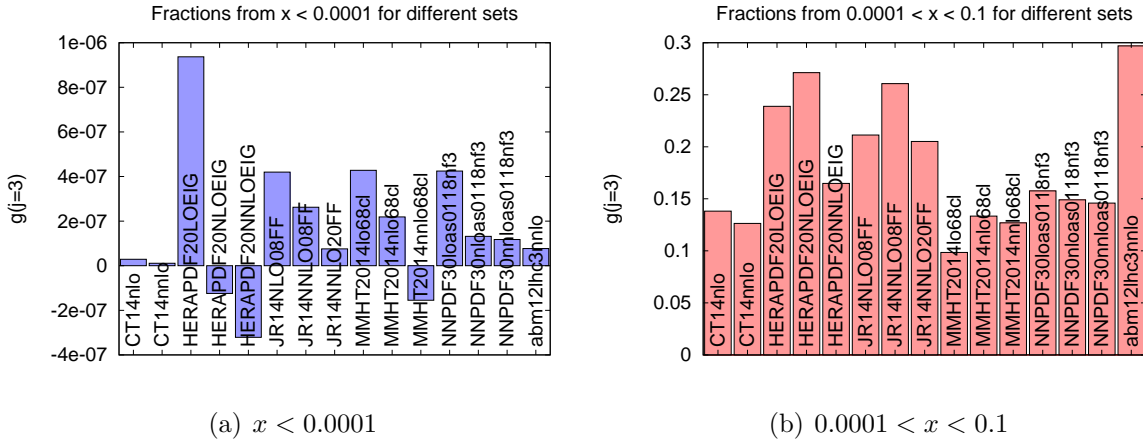 Fractions from x < 0.0001 for different sets
1e-06
8e-07
6e-07
4e-07
2e-07
0
-2e-07
-4e-07
g(j=3)
CT14nlo
CT14nnlo
HERAPDF20LOEIG
HERAPDF20NLOEIG
HERAPDF20NNLOEIG
JR14NLO08FF
JR14NNLO08FF
JR14NNLO20FF
MMHT2014lo68cl
MMHT2014nlo68cl
MMHT2014nnlo68cl
NNPDF30loas0118nf3
NNPDF30nloas0118nf3
NNPDF30nnloas0118nf3
abm12lhc3nnlo
(a) x < 0.0001
Fractions from 0.0001 < x < 0.1 for different sets
0.3
0.25
0.2
0.15
0.1
0.05
0
g(j=3)
CT14nlo
CT14nnlo
HERAPDF20LOEIG
HERAPDF20NLOEIG
HERAPDF20NNLOEIG
JR14NLO08FF
JR14NNLO08FF
JR14NNLO20FF
MMHT2014lo68cl
MMHT2014nlo68cl
MMHT2014nnlo68cl
NNPDF30loas0118nf3
NNPDF30nloas0118nf3
NNPDF30nnloas0118nf3
abm12lhc3nnlo
(b) 0.0001 < x < 0.1